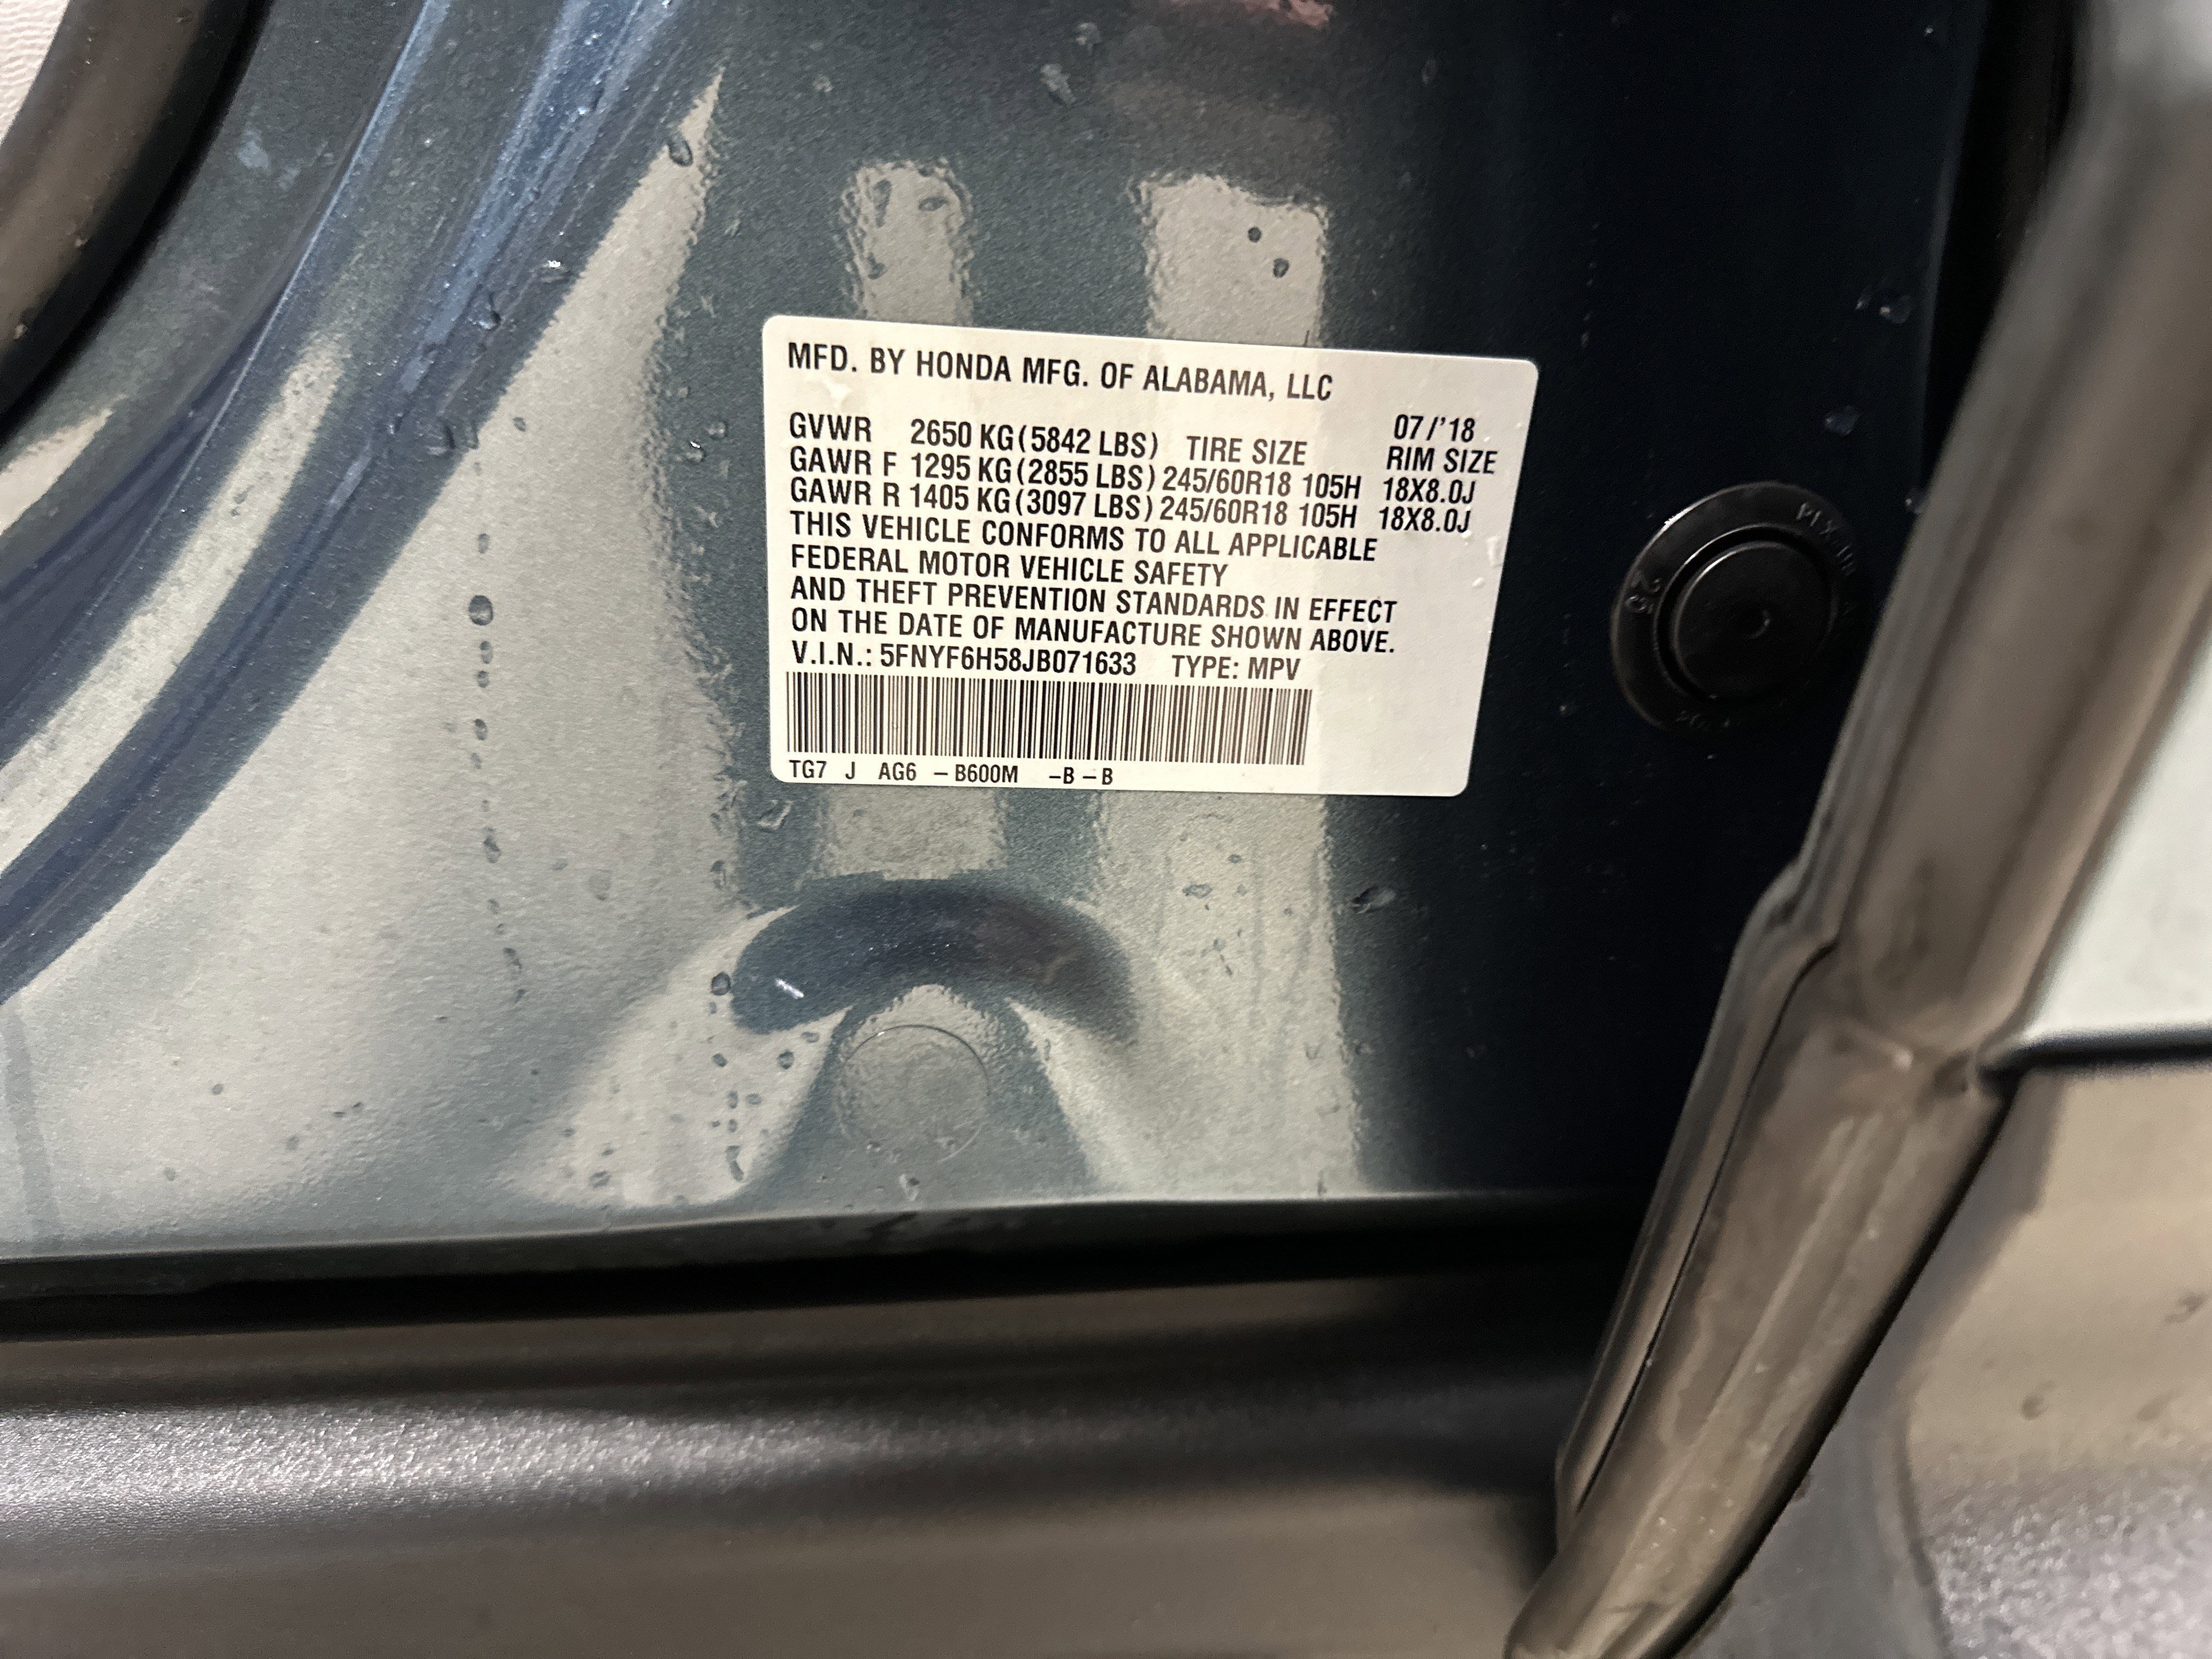 MFD. BY HONDA MFG. OF ALABAMA, LLC
07/'18
GVWR 2650 KG (5842 LBS) TIRE SIZE RIM SIZE
GAWR F 1295 KG (2855 LBS) 245/60R18 105H 18X8.0J
GAWR R 1405 KG (3097 LBS) 245/60R18 105H 18X8.0J
THIS VEHICLE CONFORMS TO ALL APPLICABLE
FEDERAL MOTOR VEHICLE SAFETY
AND THEFT PREVENTION STANDARDS IN EFFECT
ON THE DATE OF MANUFACTURE SHOWN ABOVE.
V.I.N.: 5FNYF6H58JB071633 TYPE: MPV
TG7 J AG6 – B600M –B – B
25